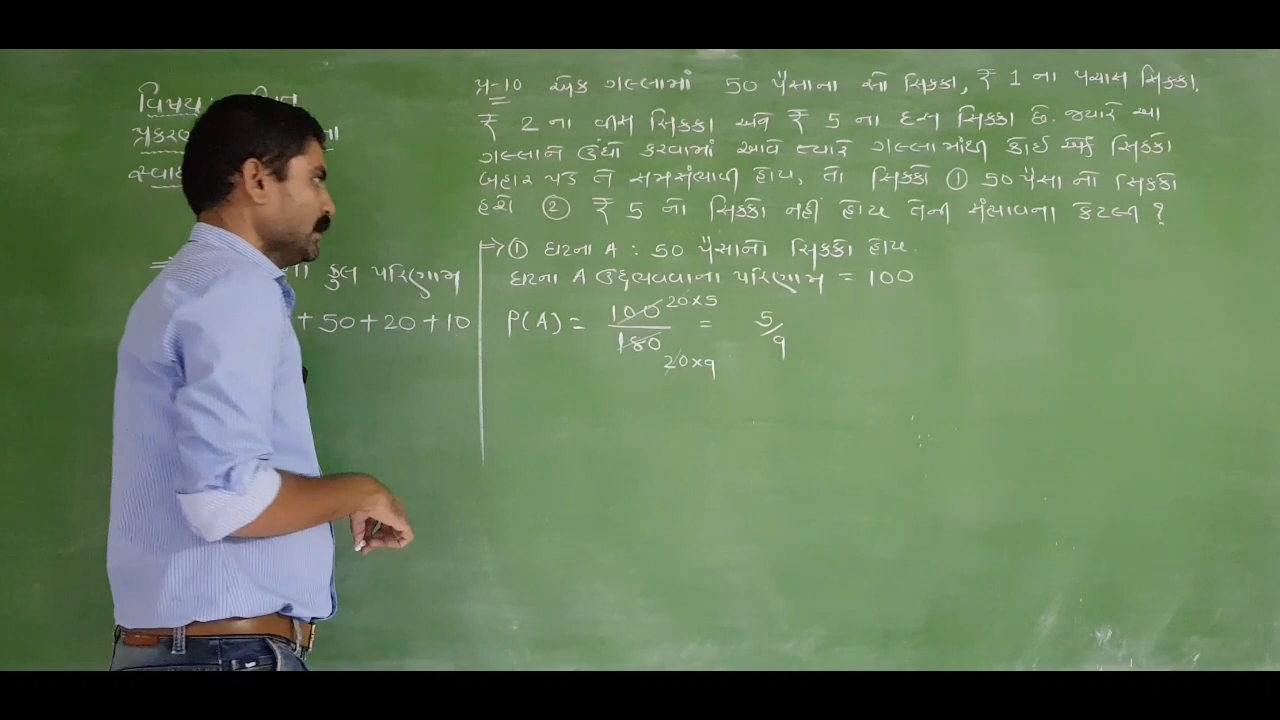 વિષય:
પ્રકરણ
સ્વાધ્
કુલ પરિણામ
+ 50 + 20 + 10
પ્ર-10 એક ગલ્લામાં 50 પૈસાના સો સિક્કા, ₹ 1 ના પચાસ સિક્કા.
₹ 2 ના વીસ સિક્કા અને ₹ 5 ના દસ સિક્કા છે. જ્યારે આ
ગલ્લાને ઉંધો કરવામાં આવે ત્યારે ગલ્લામાંથી કોઈ એક સિક્કો
બહાર પડે તે સમસંભાવી હોય, તો સિક્કો ① 50 પૈસા નો સિક્કો
હશે ② ₹ 5 નો સિક્કો નહીં હોય તેની સંભાવના કેટલી ?
⇒ ① ઘટના A : 50 પૈસાનો સિક્કો હોય.
ઘટના A ઉદ્દભવવાના પરિણામ = 100
P(A) = 100/180 = 5/9
20×5
20×9